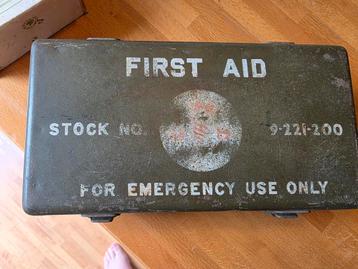 FIRST AID
STOCK NO. 9-221-200
FOR EMERGENCY USE ONLY